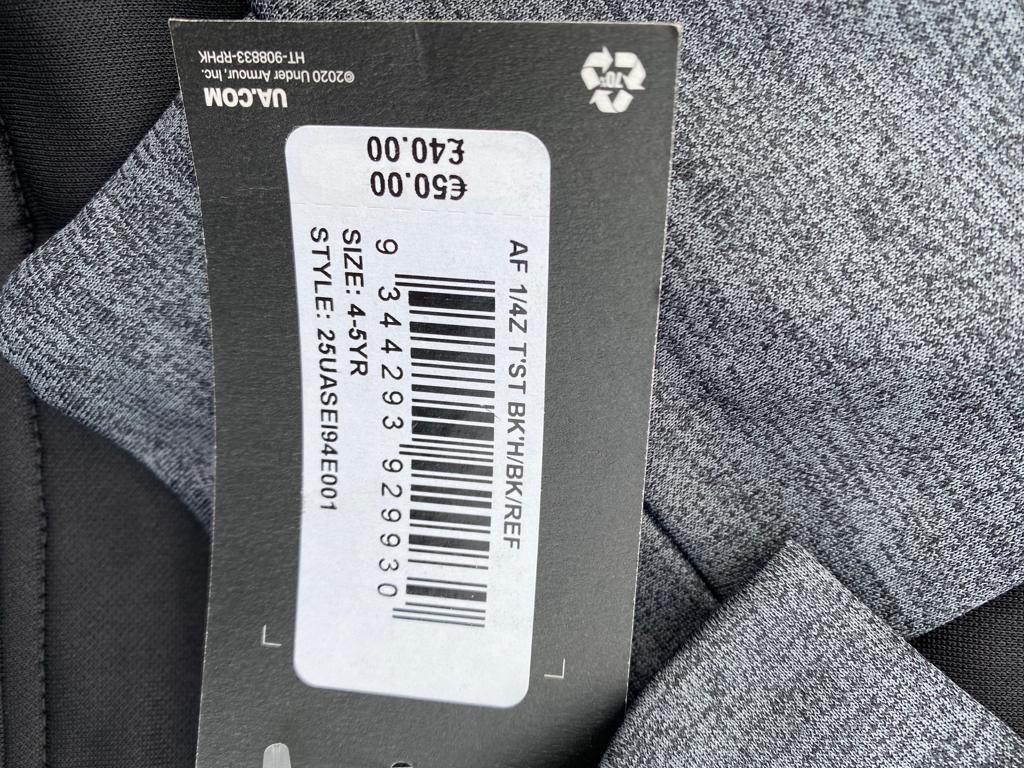 AF 1/4Z T'ST BK'H/BK/REF
9 344293 929930
SIZE: 4-5YR
STYLE: 25UASEI94E001
€50.00
£40.00
UA.COM
©2020 Under Armour, Inc.
HT-908833-RPHK